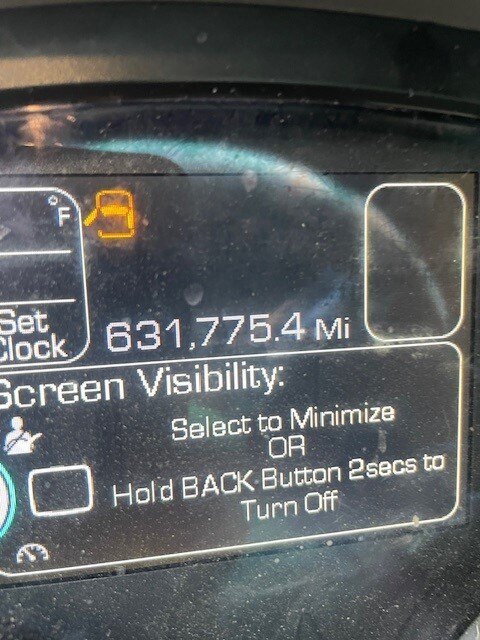 °F
Set
Clock
631,775.4 Mi
Screen Visibility:
Select to Minimize
OR
Hold BACK Button 2secs to
Turn Off